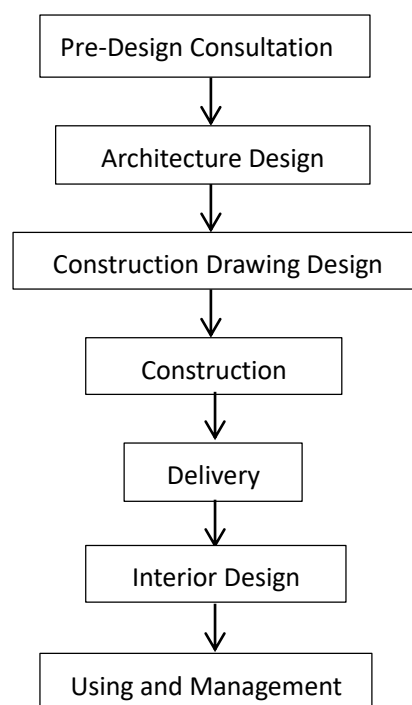 Pre-Design Consultation
Architecture Design
Construction Drawing Design
Construction
Delivery
Interior Design
Using and Management